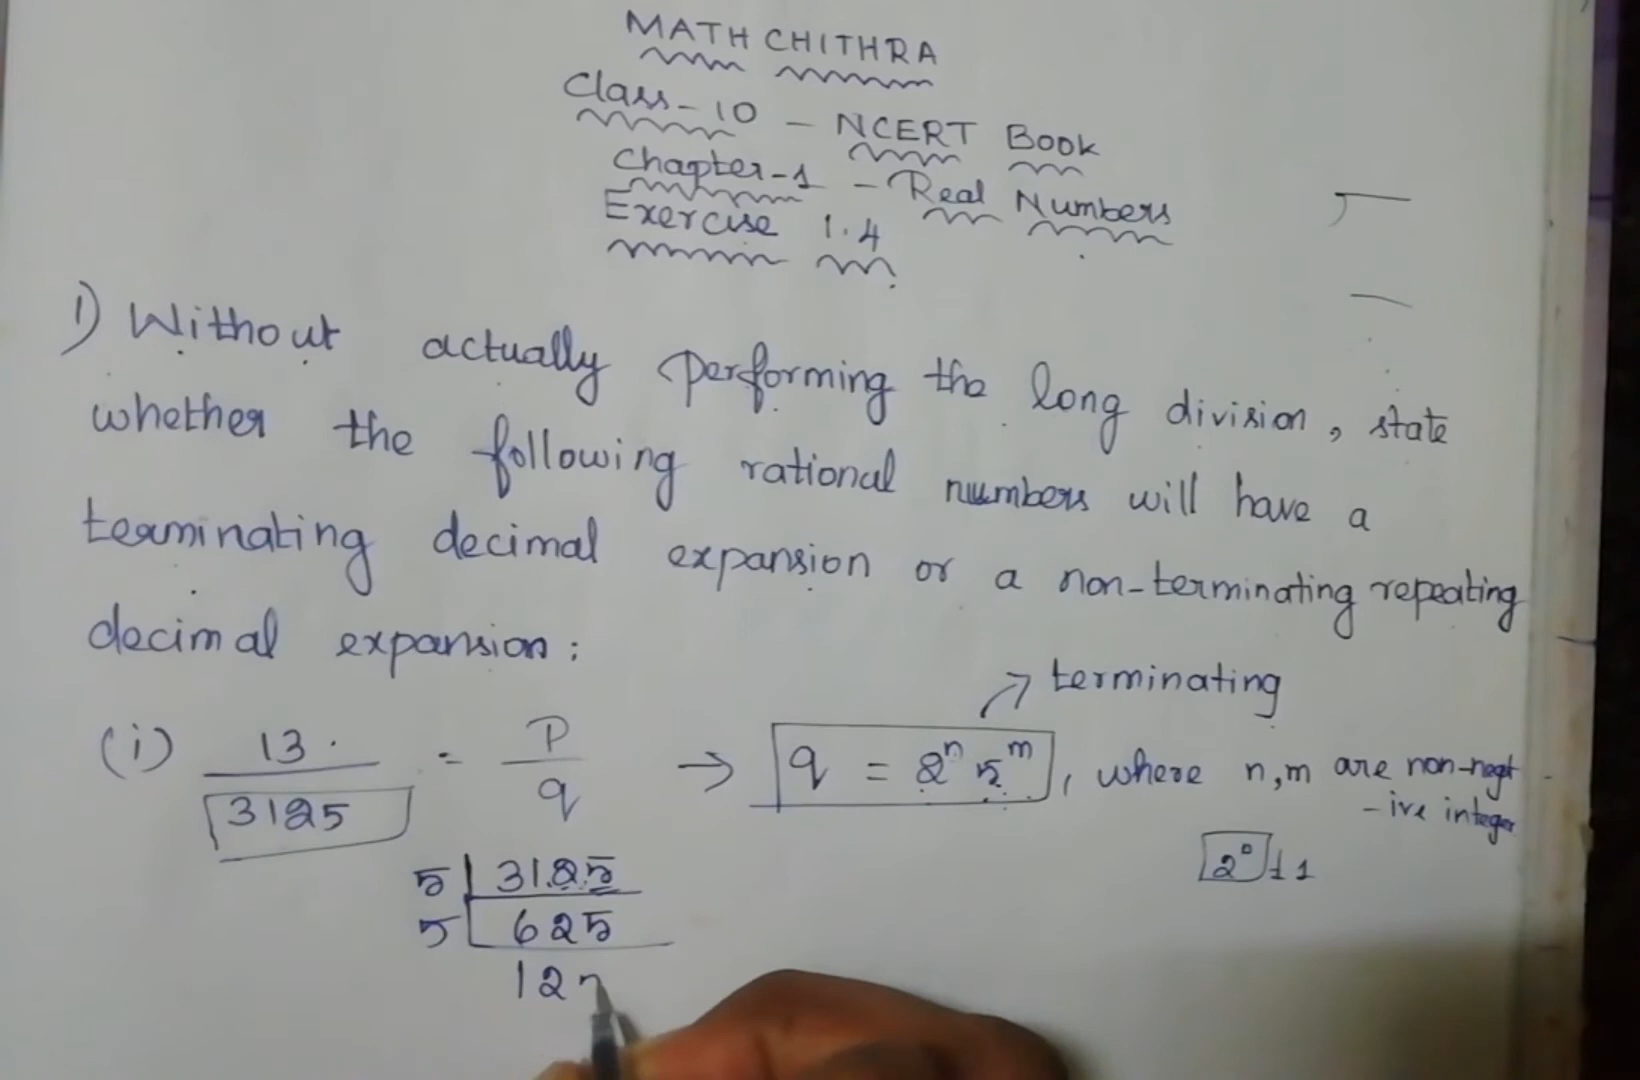 MATH CHITHRA
Class-10 - NCERT Book
Chapter-1 - Real Numbers
Exercise 1.4
1) Without actually performing the long division, state
whether the following rational numbers will have a
terminating decimal expansion or a non-terminating repeating
decimal expansion:
terminating
(i) 13/3125 = P/q → q = 2ⁿ 5ᵐ, where n,m are non-negt
-ive integer
2⁰ = 1
5 | 3125
5 | 625
12